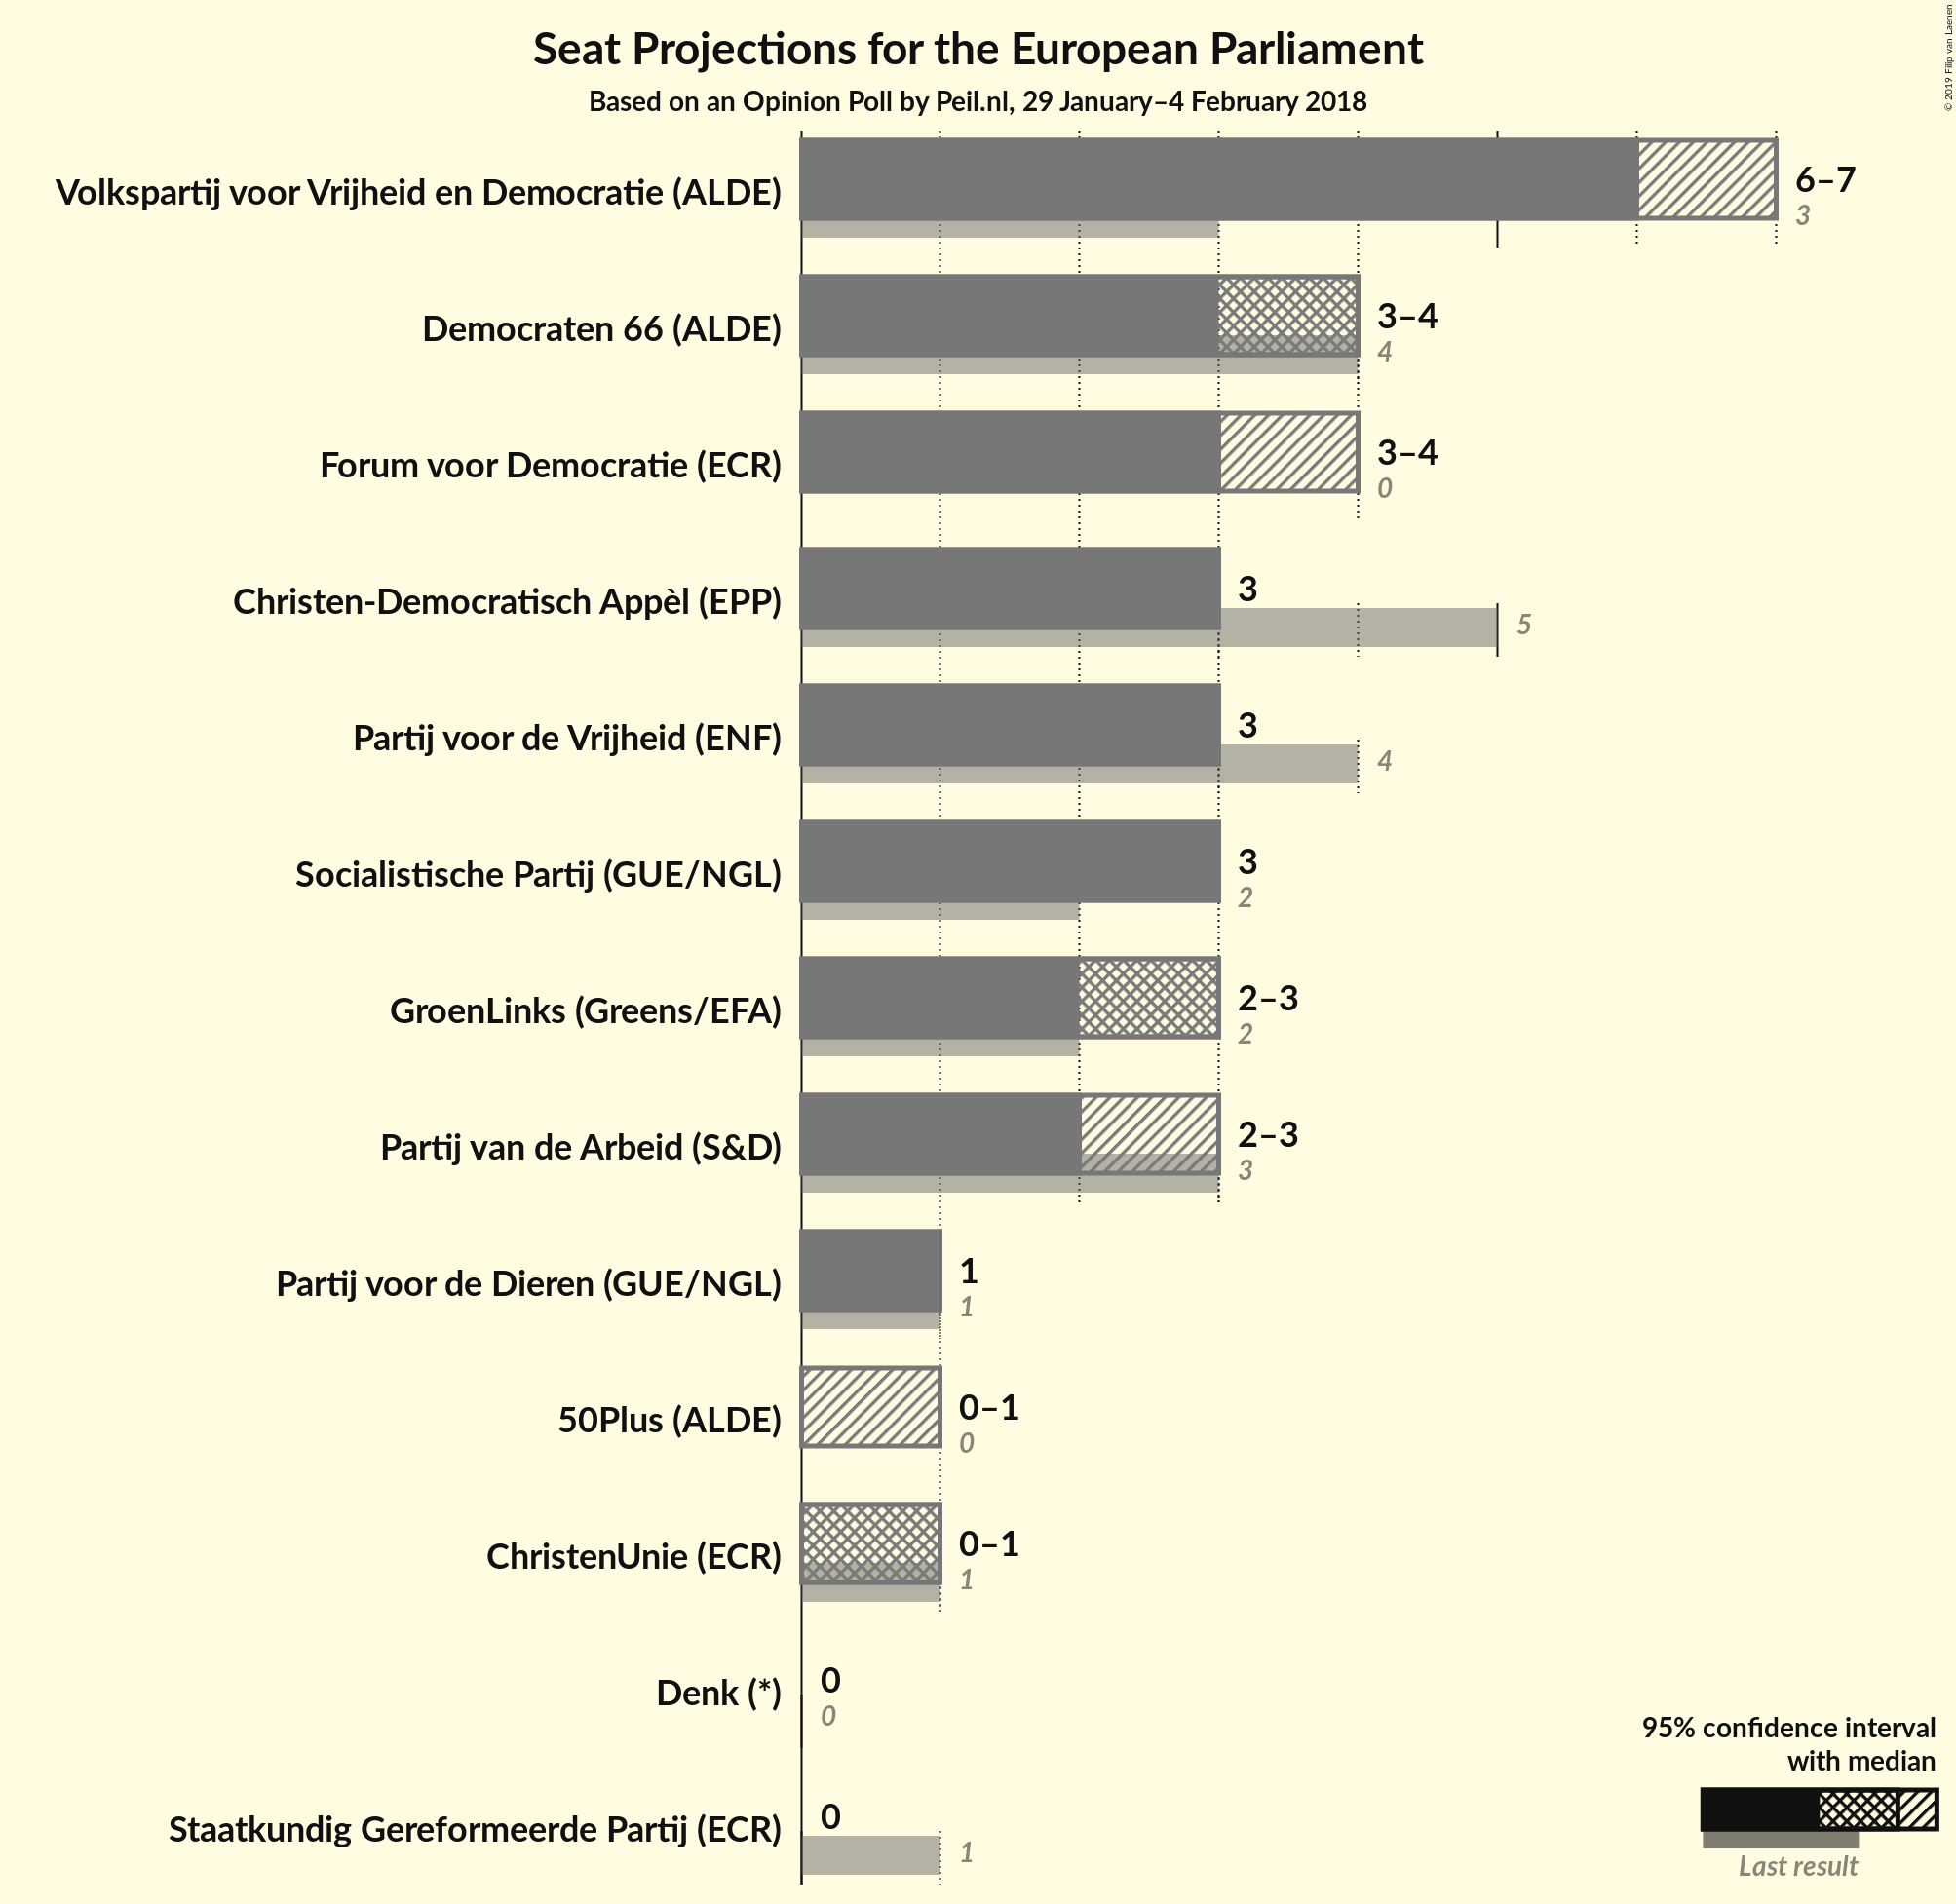 Seat Projections for the European Parliament
Based on an Opinion Poll by Peil.nl, 29 January–4 February 2018
© 2019 Filip van Laenen
Volkspartij voor Vrijheid en Democratie (ALDE)
6–7
3
Democraten 66 (ALDE)
3–4
4
Forum voor Democratie (ECR)
3–4
0
Christen-Democratisch Appèl (EPP)
3
5
Partij voor de Vrijheid (ENF)
3
4
Socialistische Partij (GUE/NGL)
3
2
GroenLinks (Greens/EFA)
2–3
2
Partij van de Arbeid (S&D)
2–3
3
Partij voor de Dieren (GUE/NGL)
1
1
50Plus (ALDE)
0–1
0
ChristenUnie (ECR)
0–1
1
Denk (*)
0
0
Staatkundig Gereformeerde Partij (ECR)
0
1
95% confidence interval
with median
Last result